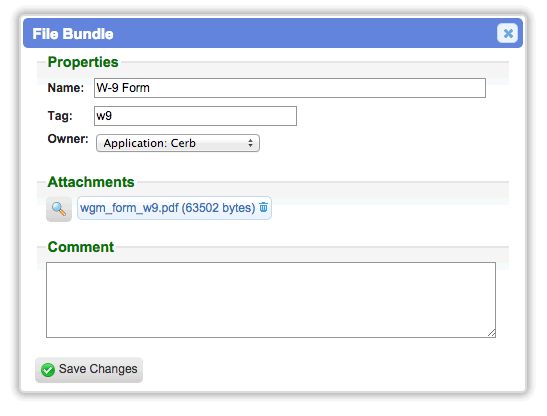 File Bundle
Properties
Name: W-9 Form
Tag: w9
Owner: Application: Cerb
Attachments
wgm_form_w9.pdf (63502 bytes)
Comment
Save Changes